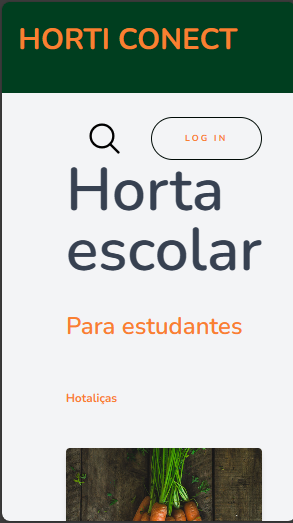 HORTI CONECT
LOG IN
Horta
escolar
Para estudantes
Hotaliças